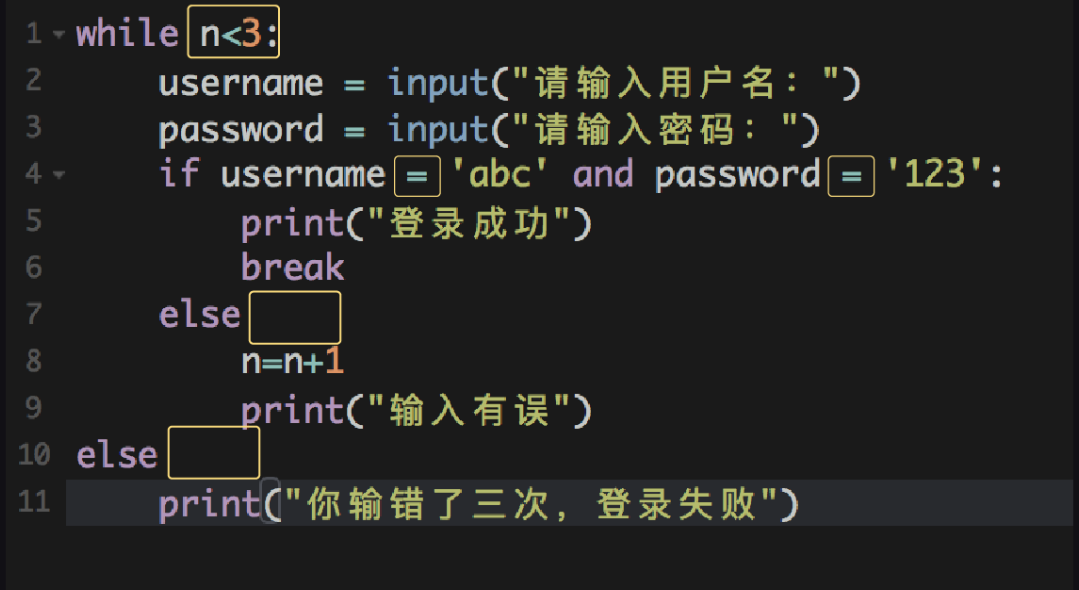 1 while n<3:
2 username = input("请输入用户名：")
3 password = input("请输入密码：")
4 if username = 'abc' and password = '123':
5 print("登录成功")
6 break
7 else
8 n=n+1
9 print("输入有误")
10 else
11 print("你输错了三次，登录失败")